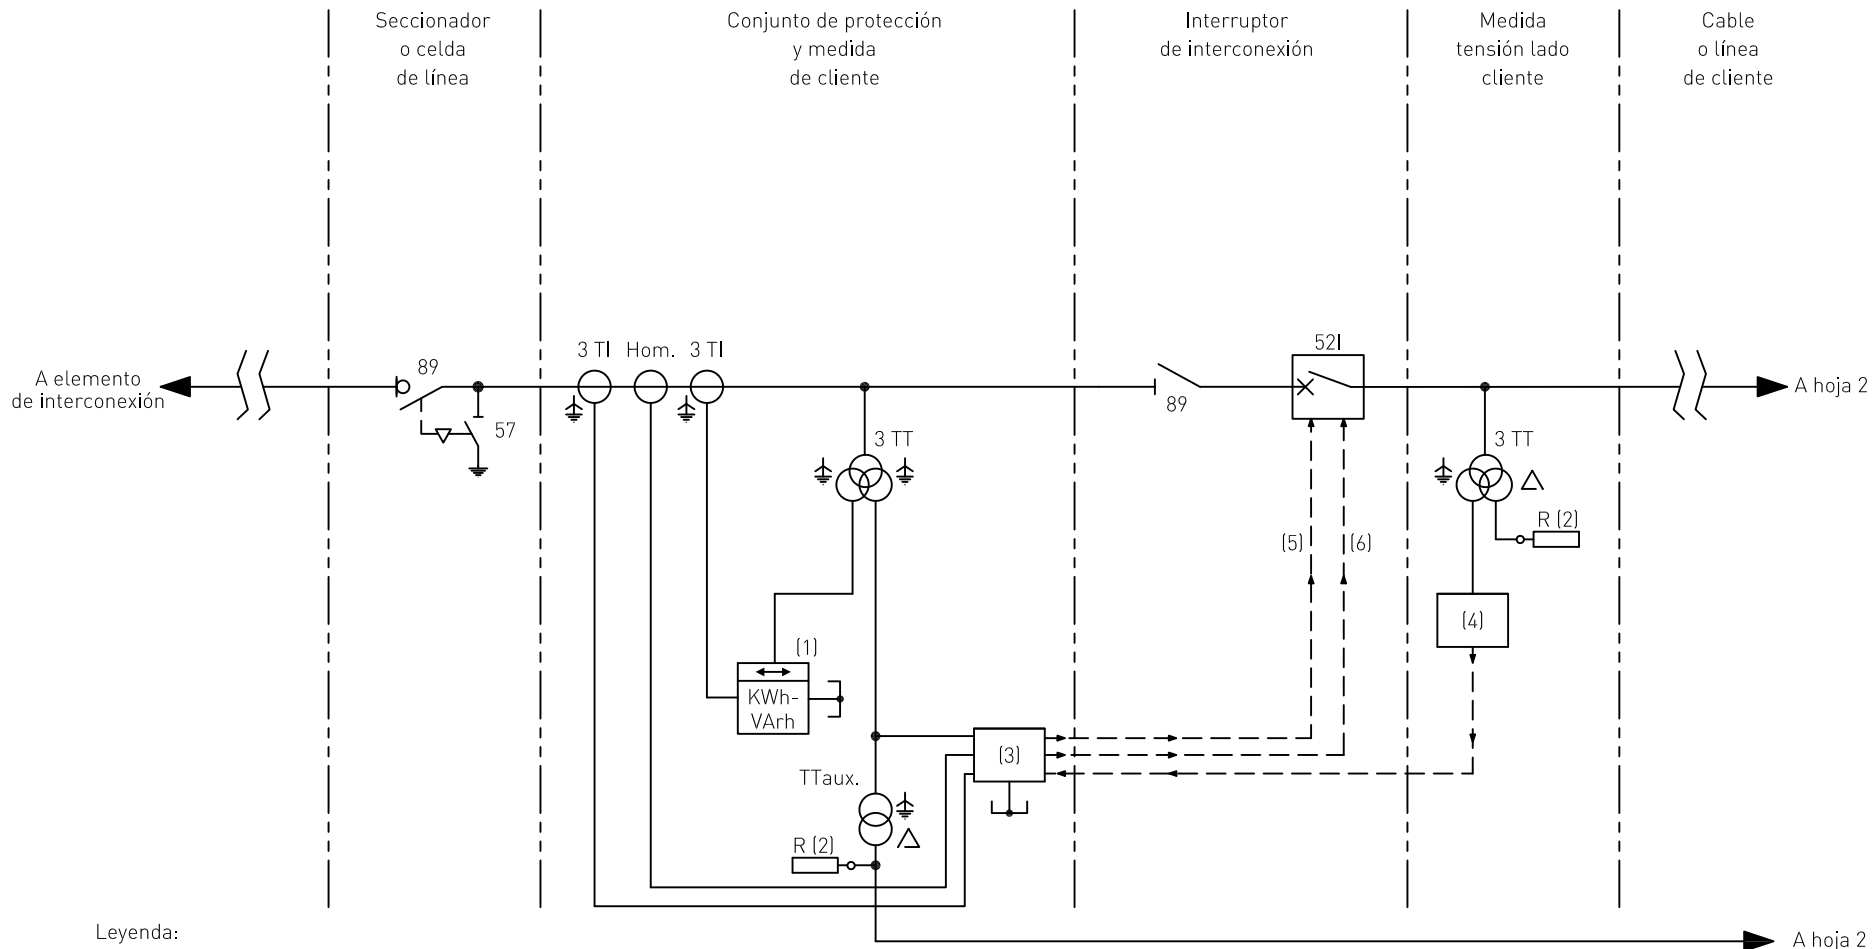 Seccionador
o celda
de línea
Conjunto de protección
y medida
de cliente
Interruptor
de interconexión
Medida
tensión lado
cliente
Cable
o línea
de cliente
A elemento
de interconexión
89
57
3 TI
Hom.
3 TI
3 TT
89
52I
3 TT
A hoja 2
R (2)
(5)
(6)
(4)
(1)
KWh-
VArh
(3)
TTaux.
R (2)
Leyenda:
A hoja 2